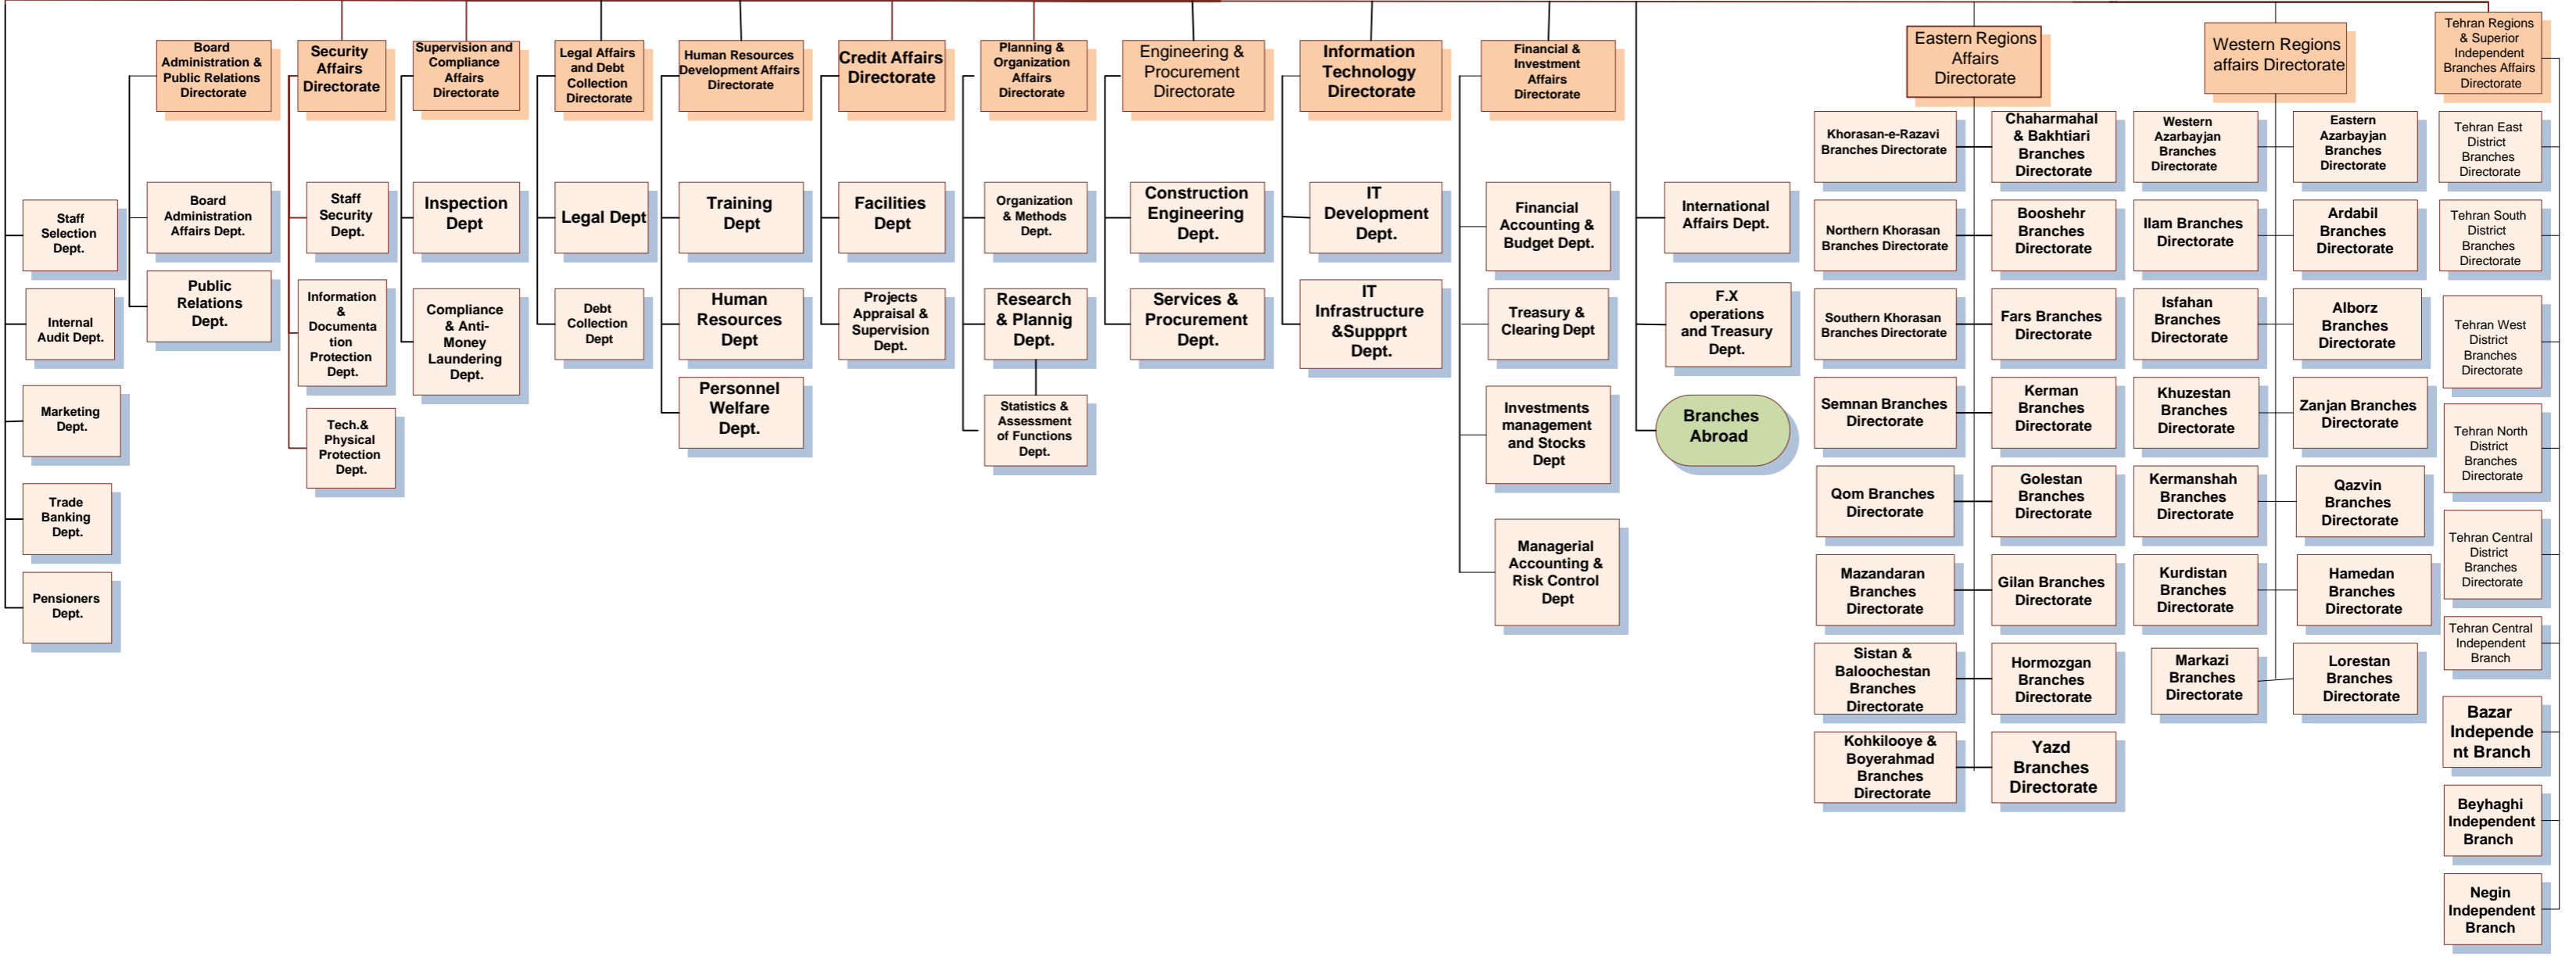 Staff
Selection
Dept.
Internal
Audit Dept.
Marketing
Dept.
Trade
Banking
Dept.
Pensioners
Dept.
Board
Administration &
Public Relations
Directorate
Board
Administration
Affairs Dept.
Public
Relations
Dept.
Security
Affairs
Directorate
Staff
Security
Dept.
Information
&
Documenta
tion
Protection
Dept.
Tech.&
Physical
Protection
Dept.
Supervision and
Compliance
Affairs
Directorate
Inspection
Dept
Compliance
& Anti-
Money
Laundering
Dept.
Legal Affairs
and Debt
Collection
Directorate
Legal Dept
Debt
Collection
Dept
Human Resources
Development Affairs
Directorate
Training
Dept
Human
Resources
Dept
Personnel
Welfare
Dept.
Credit Affairs
Directorate
Facilities
Dept
Projects
Appraisal &
Supervision
Dept.
Planning &
Organization
Affairs
Directorate
Organization
& Methods
Dept.
Research
& Plannig
Dept.
Statistics &
Assessment
of Functions
Dept.
Engineering &
Procurement
Directorate
Construction
Engineering
Dept.
Services &
Procurement
Dept.
Information
Technology
Directorate
IT
Development
Dept.
IT
Infrastructure
&Suppprt
Dept.
Financial &
Investment
Affairs
Directorate
Financial
Accounting &
Budget Dept.
Treasury &
Clearing Dept
Investments
management
and Stocks
Dept
Managerial
Accounting &
Risk Control
Dept
International
Affairs Dept.
F.X
operations
and Treasury
Dept.
Branches
Abroad
Eastern Regions
Affairs
Directorate
Khorasan-e-Razavi
Branches Directorate
Chaharmahal
& Bakhtiari
Branches
Directorate
Northern Khorasan
Branches Directorate
Booshehr
Branches
Directorate
Southern Khorasan
Branches Directorate
Fars Branches
Directorate
Semnan Branches
Directorate
Kerman
Branches
Directorate
Qom Branches
Directorate
Golestan
Branches
Directorate
Mazandaran
Branches
Directorate
Gilan Branches
Directorate
Sistan &
Baloochestan
Branches
Directorate
Hormozgan
Branches
Directorate
Kohkilooye &
Boyerahmad
Branches
Directorate
Yazd
Branches
Directorate
Western Regions
affairs Directorate
Western
Azarbayjan
Branches
Directorate
Eastern
Azarbayjan
Branches
Directorate
Ilam Branches
Directorate
Ardabil
Branches
Directorate
Isfahan
Branches
Directorate
Alborz
Branches
Directorate
Khuzestan
Branches
Directorate
Zanjan Branches
Directorate
Kermanshah
Branches
Directorate
Qazvin
Branches
Directorate
Kurdistan
Branches
Directorate
Hamedan
Branches
Directorate
Markazi
Branches
Directorate
Lorestan
Branches
Directorate
Tehran Regions
& Superior
Independent
Branches Affairs
Directorate
Tehran East
District
Branches
Directorate
Tehran South
District
Branches
Directorate
Tehran West
District
Branches
Directorate
Tehran North
District
Branches
Directorate
Tehran Central
District
Branches
Directorate
Tehran Central
Independent
Branch
Bazar
Independe
nt Branch
Beyhaghi
Independent
Branch
Negin
Independent
Branch